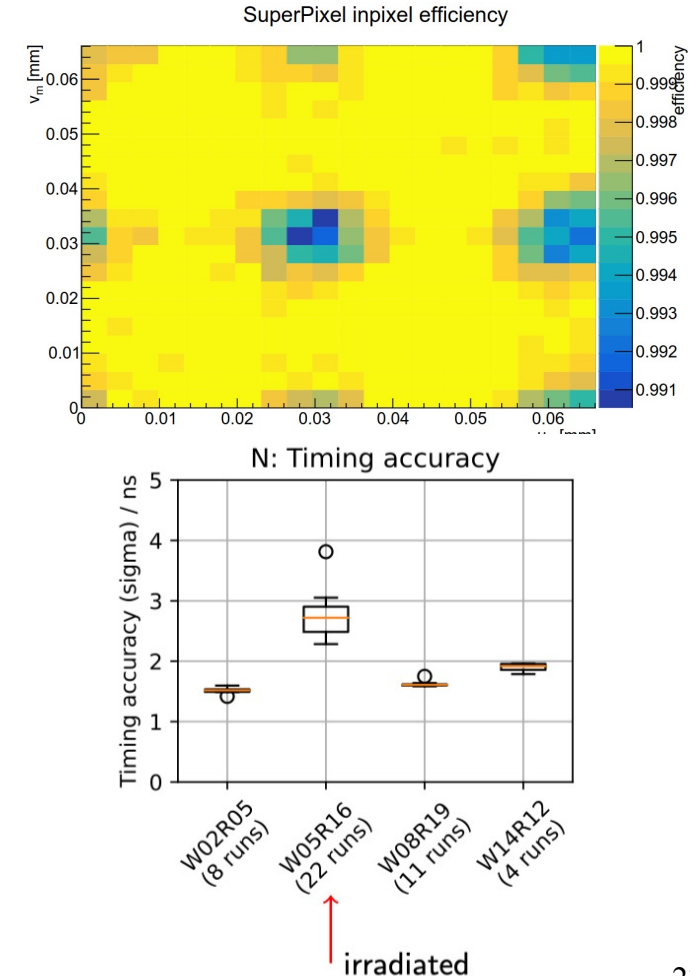 SuperPixel inpixel efficiency
v_m [mm]
0.06
0.05
0.04
0.03
0.02
0.01
0
0 0.01 0.02 0.03 0.04 0.05 0.06
1
0.999
0.998
0.997
0.996
0.995
0.994
0.993
0.992
0.991
efficiency
N: Timing accuracy
Timing accuracy (sigma) / ns
5
4
3
2
1
0
W02R05
(8 runs)
W05R16
(22 runs)
W08R19
(11 runs)
W14R12
(4 runs)
irradiated